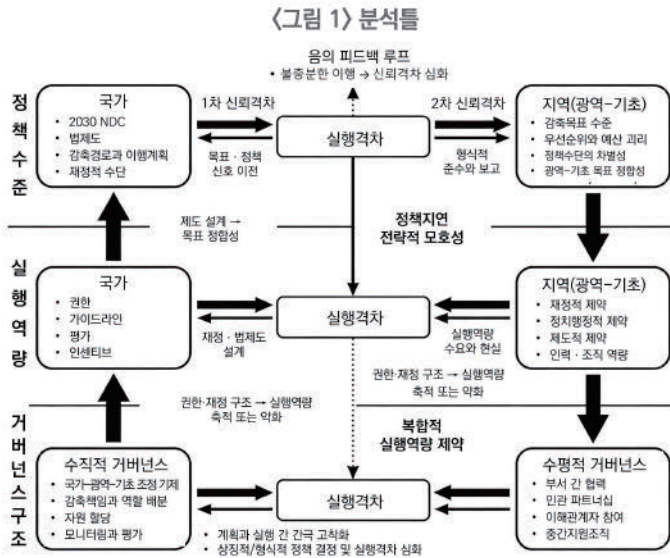 〈그림 1〉 분석틀
음의 피드백 루프
• 불충분한 이행 → 신뢰격차 심화
정책수준
국가
• 2030 NDC
• 법제도
• 감축경로과 이행계획
• 재정적 수단
1차 신뢰격차
목표 · 정책
신호 이전
실행격차
2차 신뢰격차
형식적
준수와 보고
지역(광역-기초)
• 감축목표 수준
• 우선순위와 예산 괴리
• 정책수단의 차별성
• 광역-기초 목표 정합성
제도 설계 →
목표 정합성
정책지연
전략적 모호성
실행역량
국가
• 권한
• 가이드라인
• 평가
• 인센티브
재정 · 법제도
설계
실행격차
실행역량
수요와 현실
지역(광역-기초)
• 재정적 제약
• 정치행정적 제약
• 제도적 제약
• 인력 · 조직 역량
권한·재정 구조 → 실행역량
축적 또는 악화
권한·재정 구조 → 실행역량
축적 또는 악화
복합적
실행역량 제약
거버넌스구조
수직적 거버넌스
• 국가-광역-기초 조정 기제
• 감축책임과 역할 배분
• 자원 할당
• 모니터링과 평가
실행격차
• 계획과 실행 간 간극 고착화
• 상징적/형식적 정책 결정 및 실행격차 심화
수평적 거버넌스
• 부서 간 협력
• 민관 파트너십
• 이해관계자 참여
• 중간지원조직